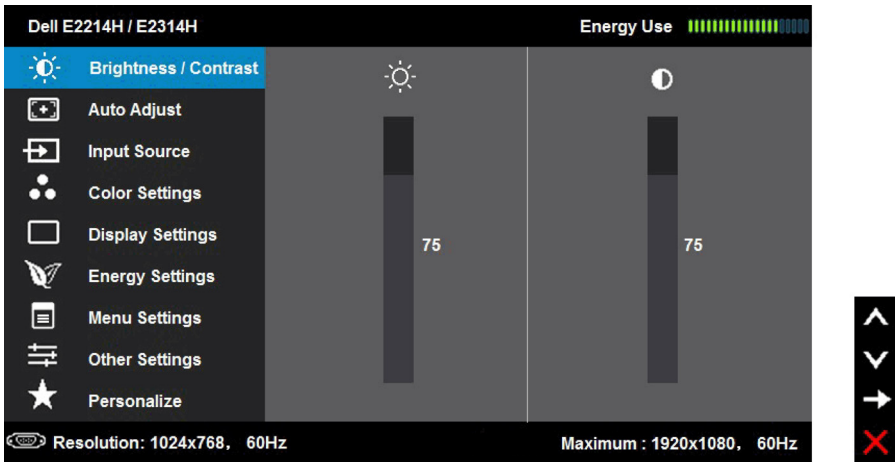 Dell E2214H / E2314H
Energy Use
Brightness / Contrast
Auto Adjust
Input Source
Color Settings
Display Settings
Energy Settings
Menu Settings
Other Settings
Personalize
75
75
Resolution: 1024x768, 60Hz
Maximum : 1920x1080, 60Hz